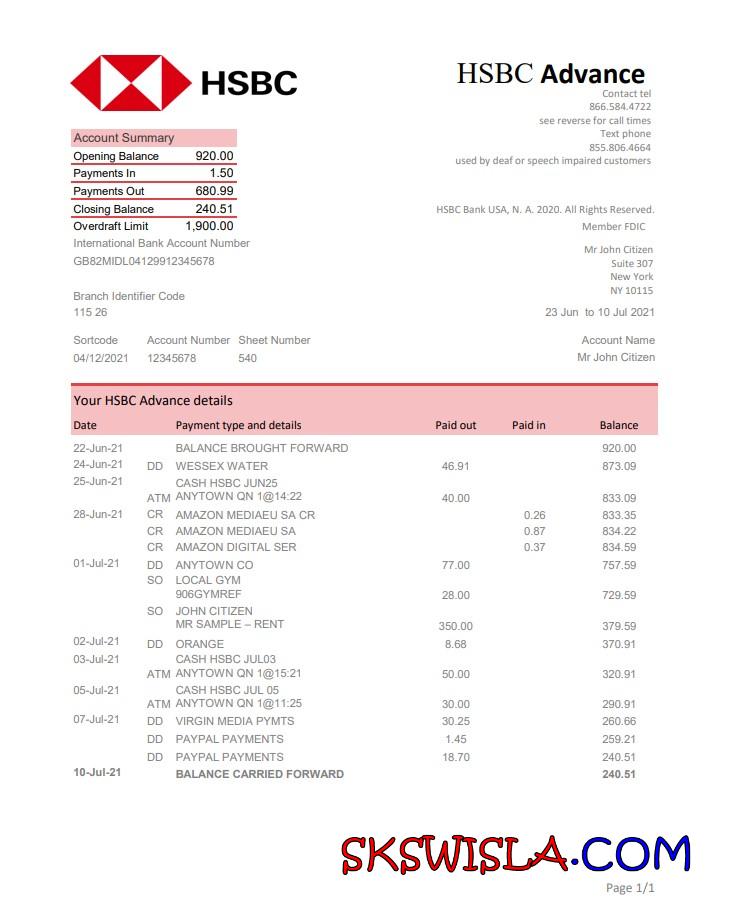 HSBC
HSBC Advance
Contact tel
866.584.4722
see reverse for call times
Text phone
855.806.4664
used by deaf or speech impaired customers
Account Summary
Opening Balance 920.00
Payments In 1.50
Payments Out 680.99
Closing Balance 240.51
Overdraft Limit 1,900.00
International Bank Account Number
GB82MIDL04129912345678
HSBC Bank USA, N. A. 2020. All Rights Reserved.
Member FDIC
Mr John Citizen
Suite 307
New York
NY 10115
Branch Identifier Code
115 26
23 Jun to 10 Jul 2021
Sortcode Account Number Sheet Number Account Name
04/12/2021 12345678 540 Mr John Citizen
Your HSBC Advance details
Date Payment type and details Paid out Paid in Balance
22-Jun-21 BALANCE BROUGHT FORWARD 920.00
24-Jun-21 DD WESSEX WATER 46.91 873.09
25-Jun-21 CASH HSBC JUN25
ATM ANYTOWN QN 1@14:22 40.00 833.09
28-Jun-21 CR AMAZON MEDIAEU SA CR 0.26 833.35
CR AMAZON MEDIAEU SA 0.87 834.22
CR AMAZON DIGITAL SER 0.37 834.59
01-Jul-21 DD ANYTOWN CO 77.00 757.59
SO LOCAL GYM
906GYMREF 28.00 729.59
SO JOHN CITIZEN
MR SAMPLE – RENT 350.00 379.59
02-Jul-21 DD ORANGE 8.68 370.91
03-Jul-21 CASH HSBC JUL03
ATM ANYTOWN QN 1@15:21 50.00 320.91
05-Jul-21 CASH HSBC JUL 05
ATM ANYTOWN QN 1@11:25 30.00 290.91
07-Jul-21 DD VIRGIN MEDIA PYMTS 30.25 260.66
DD PAYPAL PAYMENTS 1.45 259.21
DD PAYPAL PAYMENTS 18.70 240.51
10-Jul-21 BALANCE CARRIED FORWARD 240.51
SKSWISLA.COM
Page 1/1